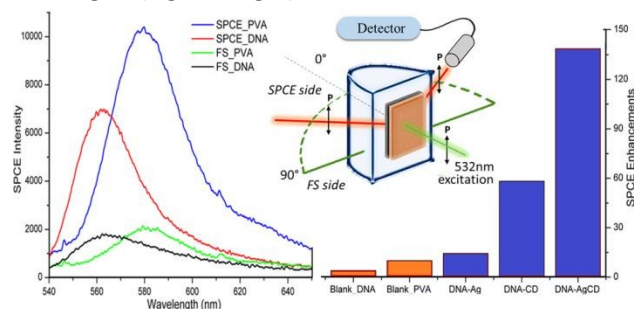 SPCE_PVA
SPCE_DNA
FS_PVA
FS_DNA
10000
8000
6000
4000
2000
0
540
560
580
600
620
640
Wavelength (nm)
SPCE Intensity
Detector
0°
SPCE side
P
P
P
90°
FS side
532nm
excitation
150
120
90
60
30
0
SPCE Enhancements
Blank_DNA
Blank_PVA
DNA-Ag
DNA-CD
DNA-AgCD